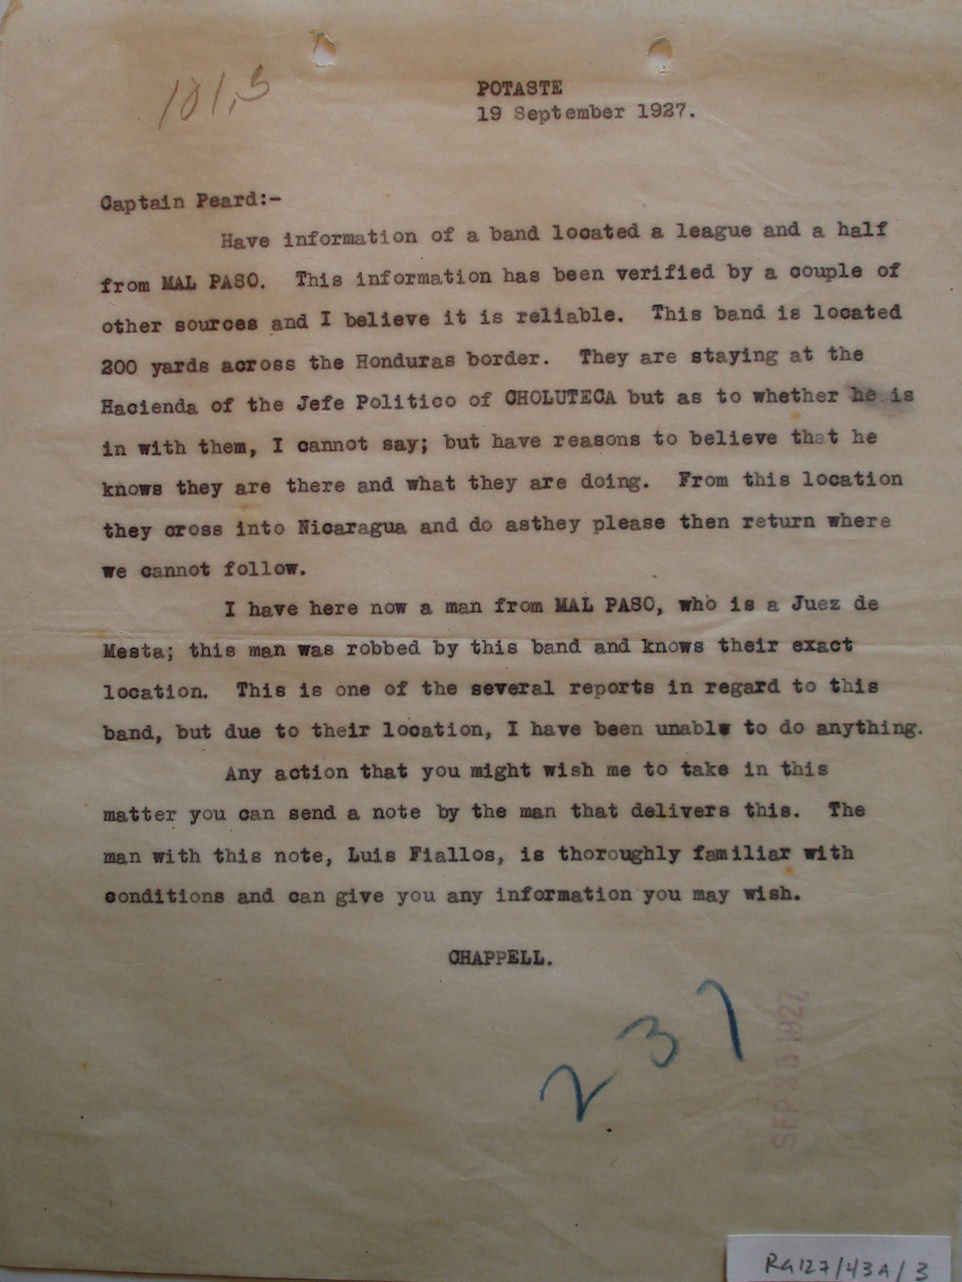 101.3
POTASTE
19 September 1927.
Captain Peard:-
Have information of a band located a league and a half
from MAL PASO. This information has been verified by a couple of
other sources and I believe it is reliable. This band is located
200 yards across the Honduras border. They are staying at the
Hacienda of the Jefe Politico of CHOLUTECA but as to whether he is
in with them, I cannot say; but have reasons to believe that he
knows they are there and what they are doing. From this location
they cross into Nicaragua and do asthey please then return where
we cannot follow.
I have here now a man from MAL PASO, who is a Juez de
Mesta; this man was robbed by this band and knows their exact
location. This is one of the several reports in regard to this
band, but due to their location, I have been unable to do anything.
Any action that you might wish me to take in this
matter you can send a note by the man that delivers this. The
man with this note, Luis Fiallos, is thoroughly familiar with
conditions and can give you any information you may wish.
CHAPPELL.
237
SEP 1927
RG127/43A/3